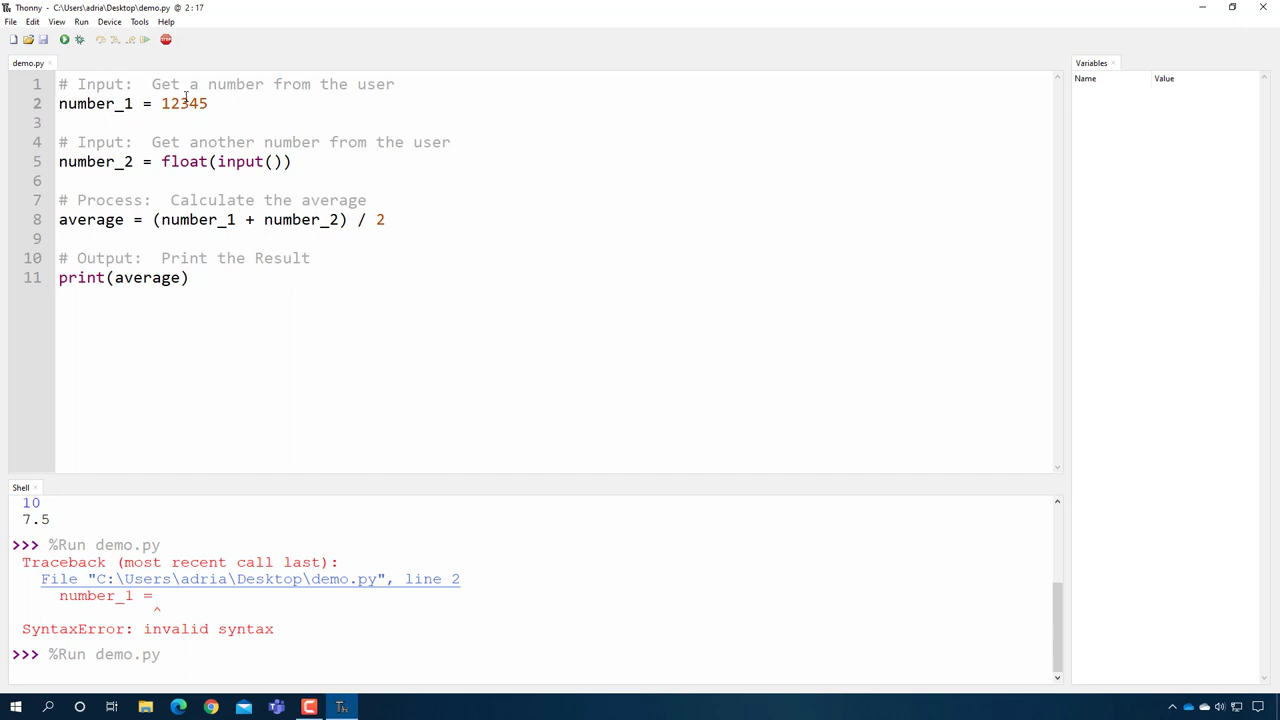 Thonny - C:\Users\adria\Desktop\demo.py @ 2 : 17
File Edit View Run Device Tools Help
STOP
demo.py ×
Variables ×
Name Value
1 # Input:  Get a number from the user
2 number_1 = 12345
3
4 # Input:  Get another number from the user
5 number_2 = float(input())
6
7 # Process:  Calculate the average
8 average = (number_1 + number_2) / 2
9
10 # Output:  Print the Result
11 print(average)
Shell ×
10
7.5
>>> %Run demo.py
Traceback (most recent call last):
File "C:\Users\adria\Desktop\demo.py", line 2
number_1 =
^
SyntaxError: invalid syntax
>>> %Run demo.py